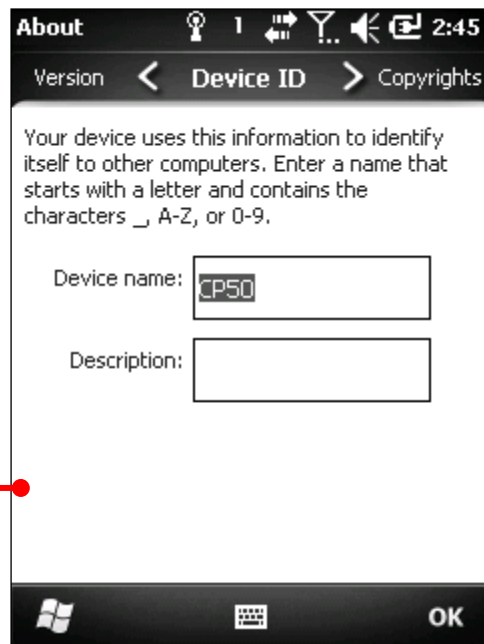 About 1 2:45
Version Device ID Copyrights
Your device uses this information to identify
itself to other computers. Enter a name that
starts with a letter and contains the
characters _, A-Z, or 0-9.
Device name: CP50
Description:
OK